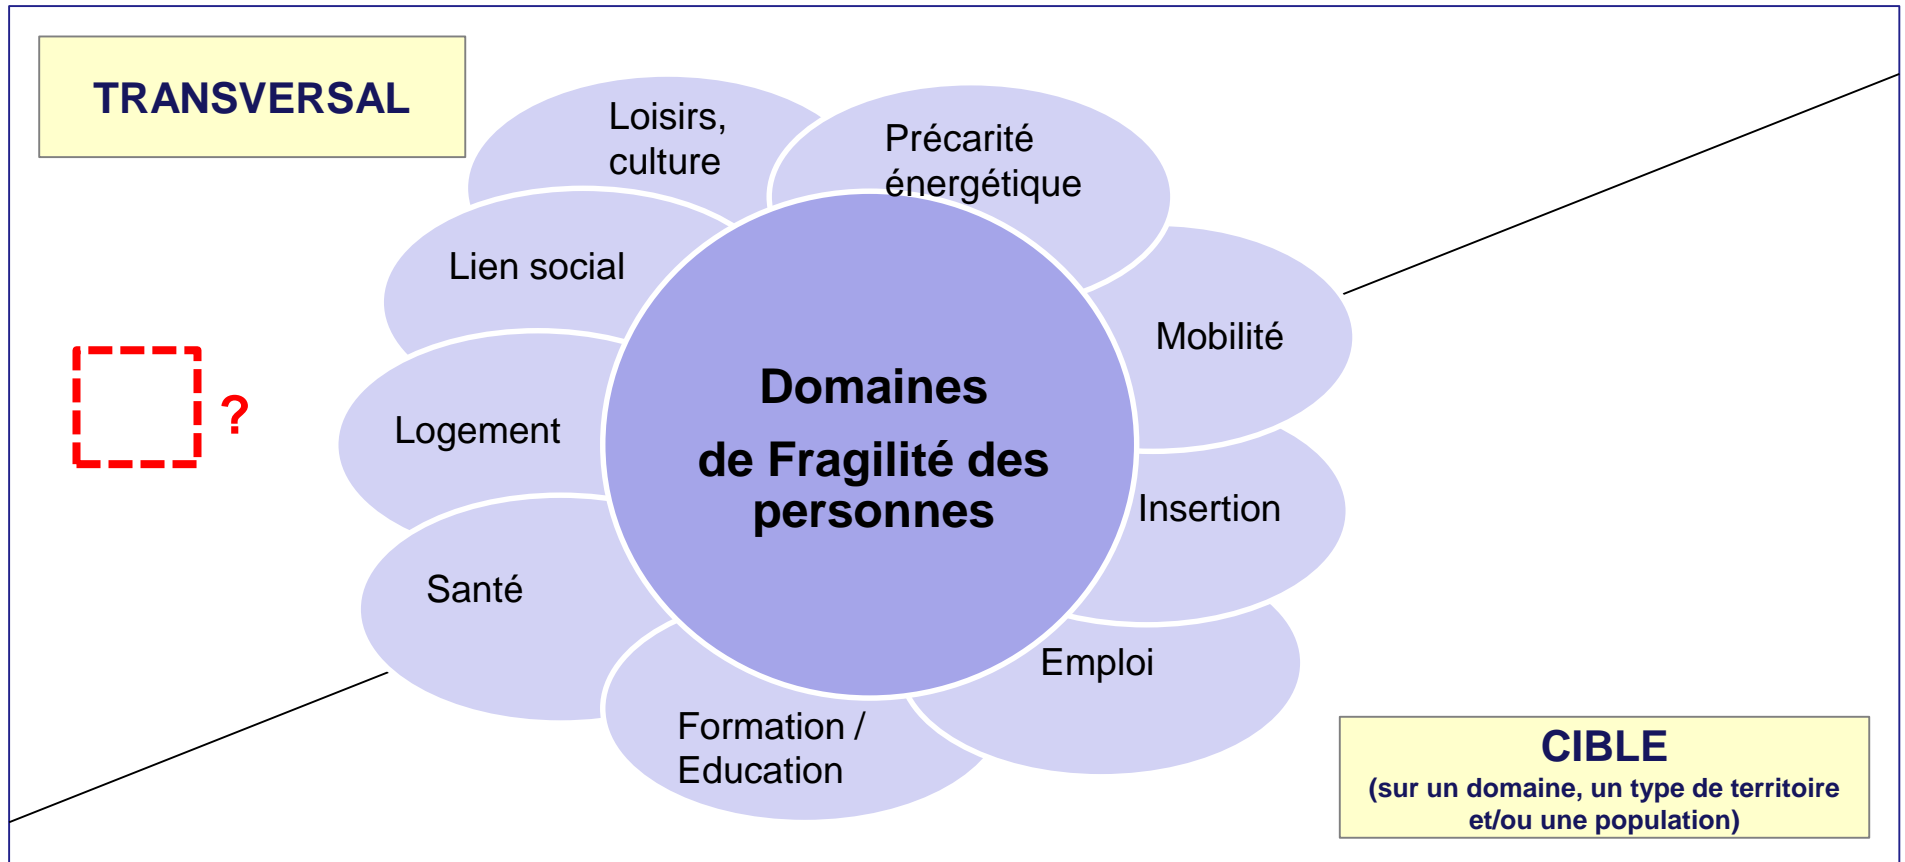 TRANSVERSAL
Loisirs,
culture
Précarité
énergétique
Lien social
Mobilité
Domaines
de Fragilité des
personnes
?
Logement
Insertion
Santé
Emploi
Formation /
Education
CIBLE
(sur un domaine, un type de territoire
et/ou une population)